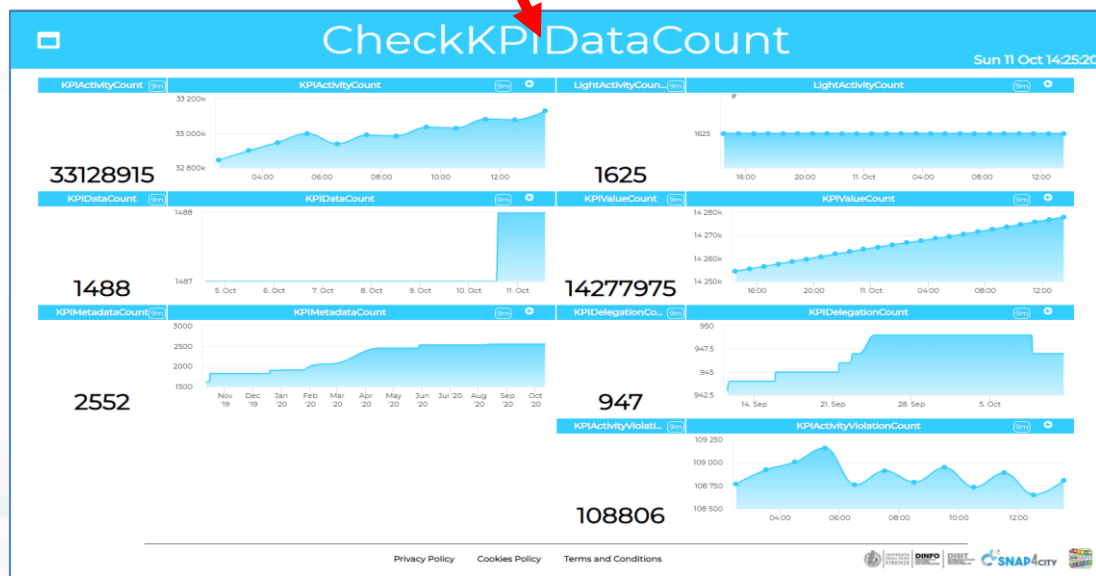 CheckKPIDataCount
Sun 11 Oct 14:25:20
KPIActivityCount 9m
KPIActivityCount 9m
LightActivityCoun... 9m
LightActivityCount 9m
33128915
33 200k
33 000k
32 800k
04:00 06:00 08:00 10:00 12:00
1625
1625
16:00 20:00 11. Oct 04:00 08:00 12:00
KPIDataCount 9m
KPIDataCount 9m
KPIValueCount 9m
KPIValueCount 9m
1488
1488
1487
5. Oct 6. Oct 7. Oct 8. Oct 9. Oct 10. Oct 11. Oct
14277975
14 280k
14 270k
14 260k
14 250k
16:00 20:00 11. Oct 04:00 08:00 12:00
KPIMetadataCount 9m
KPIMetadataCount 9m
KPIDelegationCo... 9m
KPIDelegationCount 9m
2552
3000
2500
2000
1500
Nov '19 Dec '19 Jan '20 Feb '20 Mar '20 Apr '20 May '20 Jun '20 Jul '20 Aug '20 Sep '20 Oct '20
947
950
947.5
945
942.5
14. Sep 21. Sep 28. Sep 5. Oct
KPIActivityViolati... 9m
KPIActivityViolationCount 9m
108806
109 250
109 000
108 750
108 500
04:00 06:00 08:00 10:00 12:00
Privacy Policy Cookies Policy Terms and Conditions
UNIVERSITÀ DEGLI STUDI FIRENZE DINFO DISIT SNAP4CITY